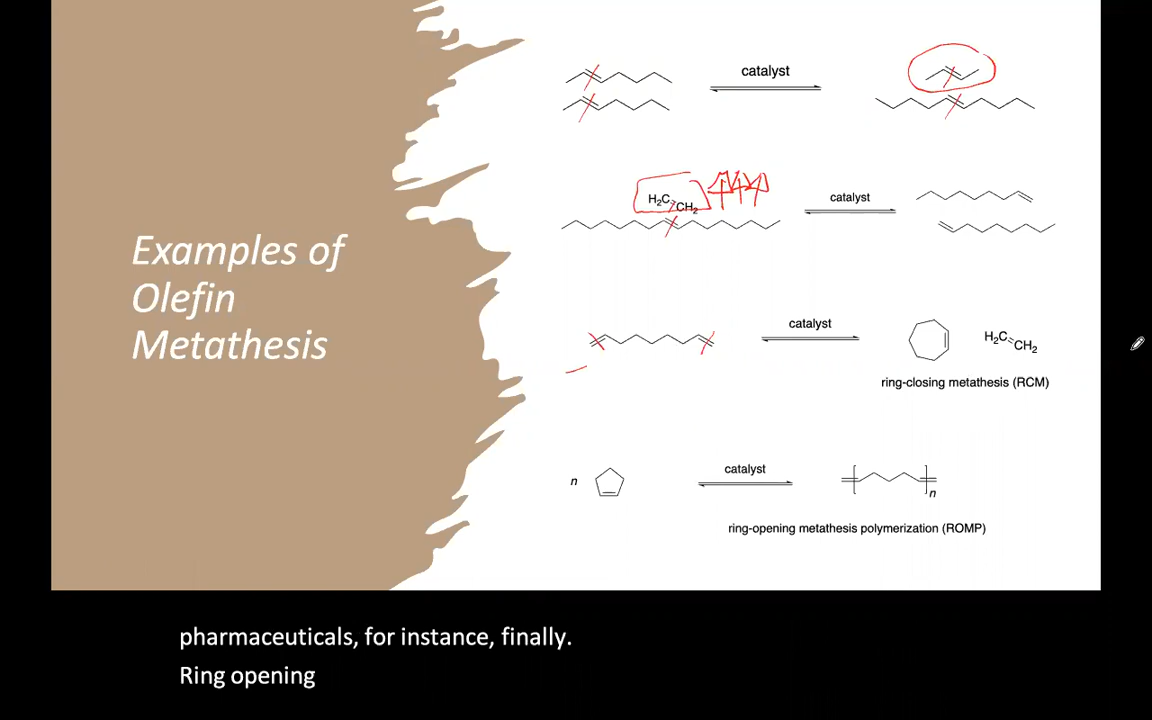 Examples of
Olefin
Metathesis
catalyst
H₂C
CH₂
catalyst
catalyst
H₂C
CH₂
ring-closing metathesis (RCM)
n
catalyst
n
ring-opening metathesis polymerization (ROMP)
pharmaceuticals, for instance, finally.
Ring opening